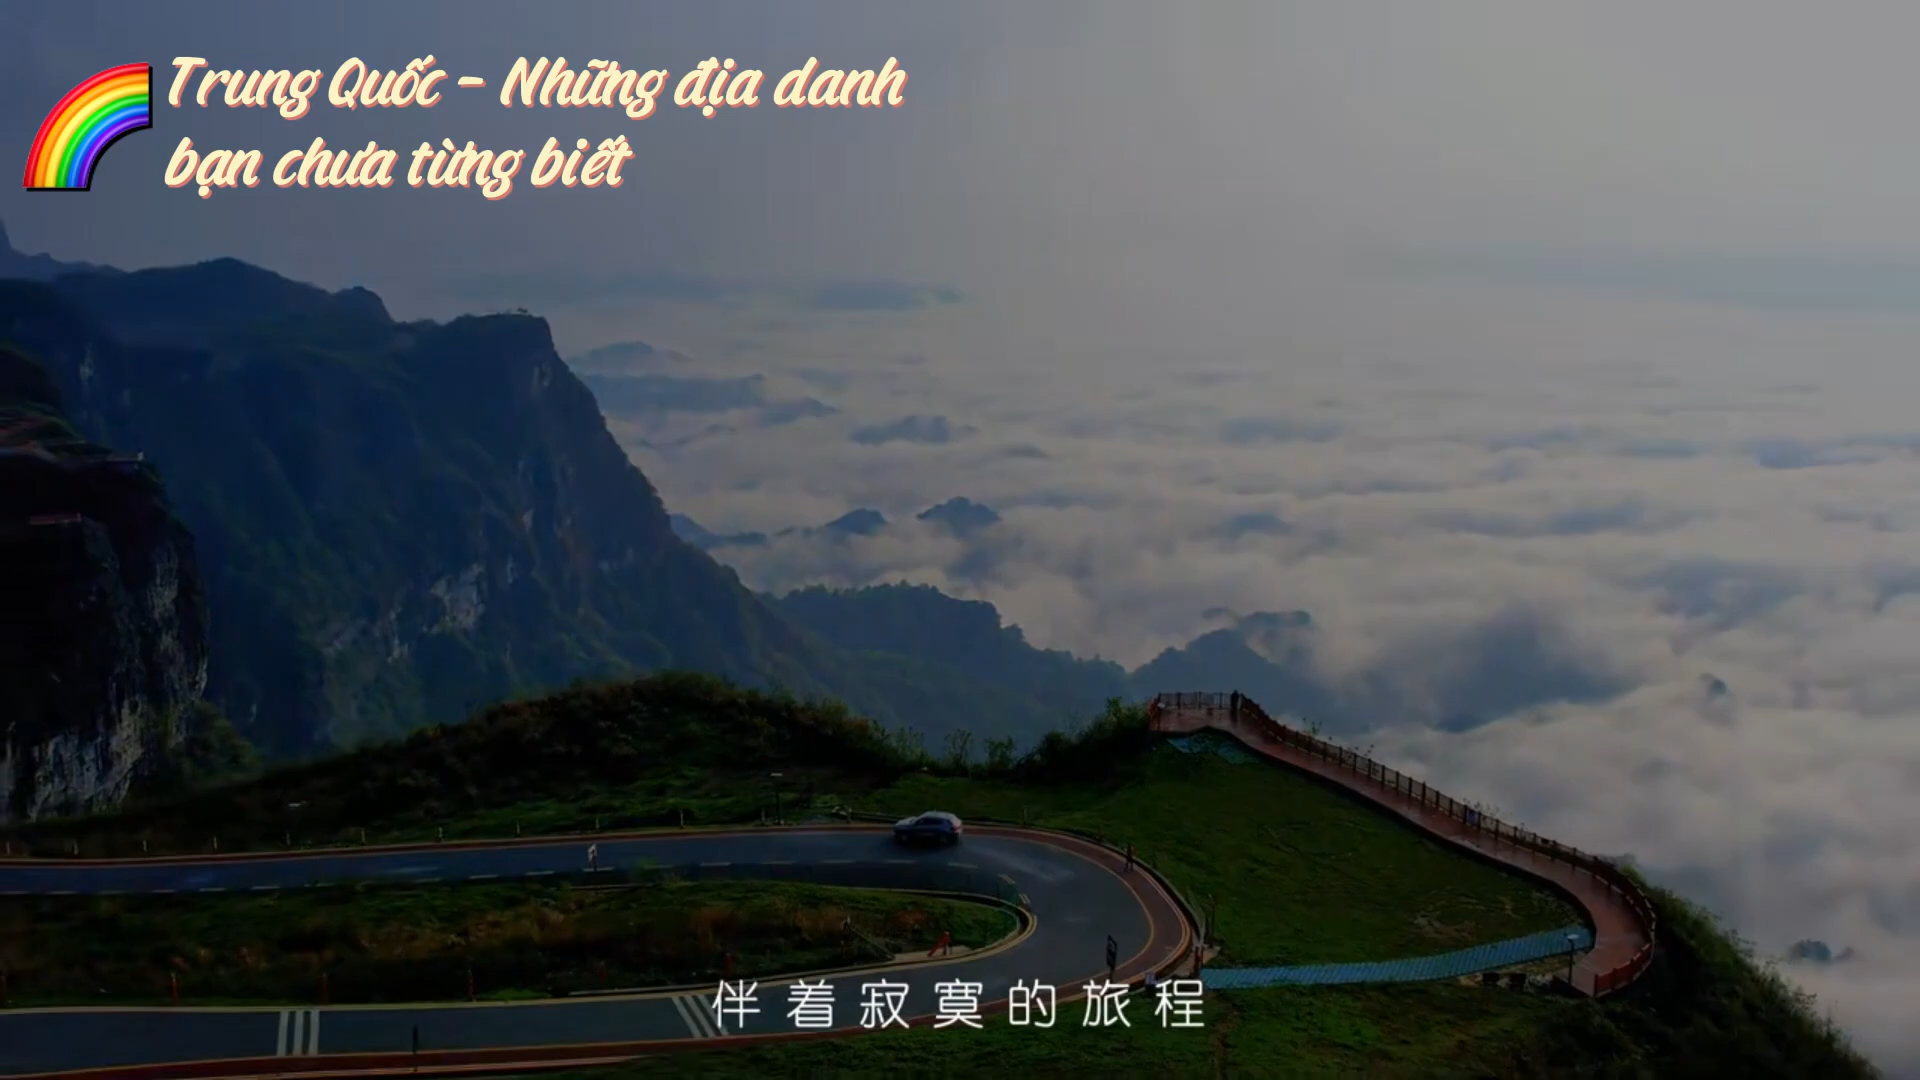 Trung Quốc - Những địa danh
bạn chưa từng biết
伴着寂寞的旅程